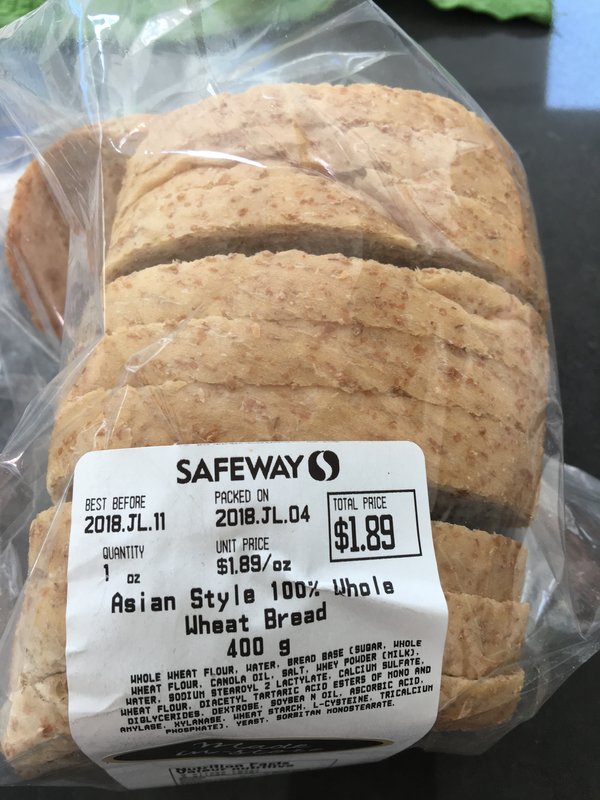 SAFEWAY
BEST BEFORE
2018.JL.11
PACKED ON
2018.JL.04
TOTAL PRICE
$1.89
QUANTITY
1 oz
UNIT PRICE
$1.89/oz
Asian Style 100% Whole
Wheat Bread
400 g
WHOLE WHEAT FLOUR, WATER, BREAD BASE (SUGAR, WHOLE
WHEAT FLOUR, CANOLA OIL, SALT, WHEY POWDER (MILK),
WATER, SODIUM STEAROYL 2 LACTYLATE, CALCIUM SULFATE,
WHEAT FLOUR, DIACETYL TARTARIC ACID ESTERS OF MONO AND
DIGLYCERIDES, DEXTROSE, SOYBEA N OIL, ASCORBIC ACID,
AMYLASE, XYLANASE, WHEAT STARCH, L-CYSTEINE, TRICALCIUM
PHOSPHATE), YEAST, SORBITAN MONOSTEARATE.
Made
Nutrition Facts